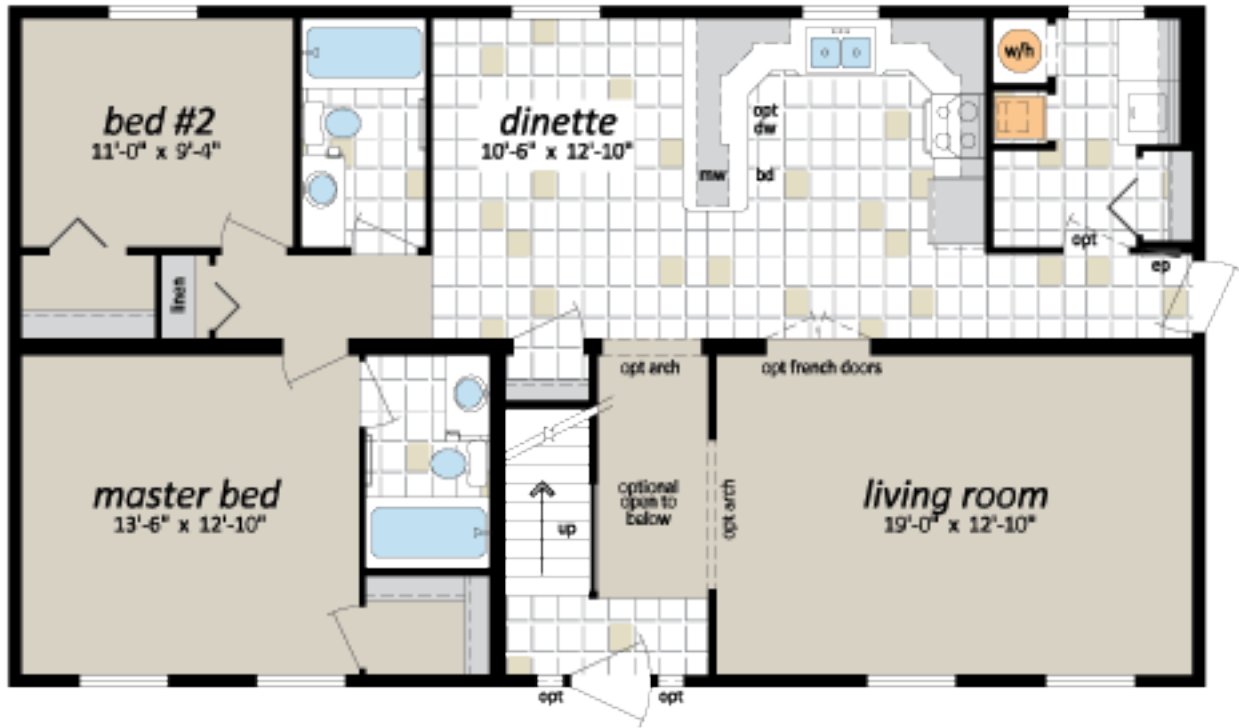 bed #2
11'-0" x 9'-4"
dinette
10'-6" x 12'-10"
opt
dw
mw
bd
w/h
opt
ep
linen
opt arch
opt french doors
master bed
13'-6" x 12'-10"
up
optional
open to
below
opt arch
living room
19'-0" x 12'-10"
opt
opt